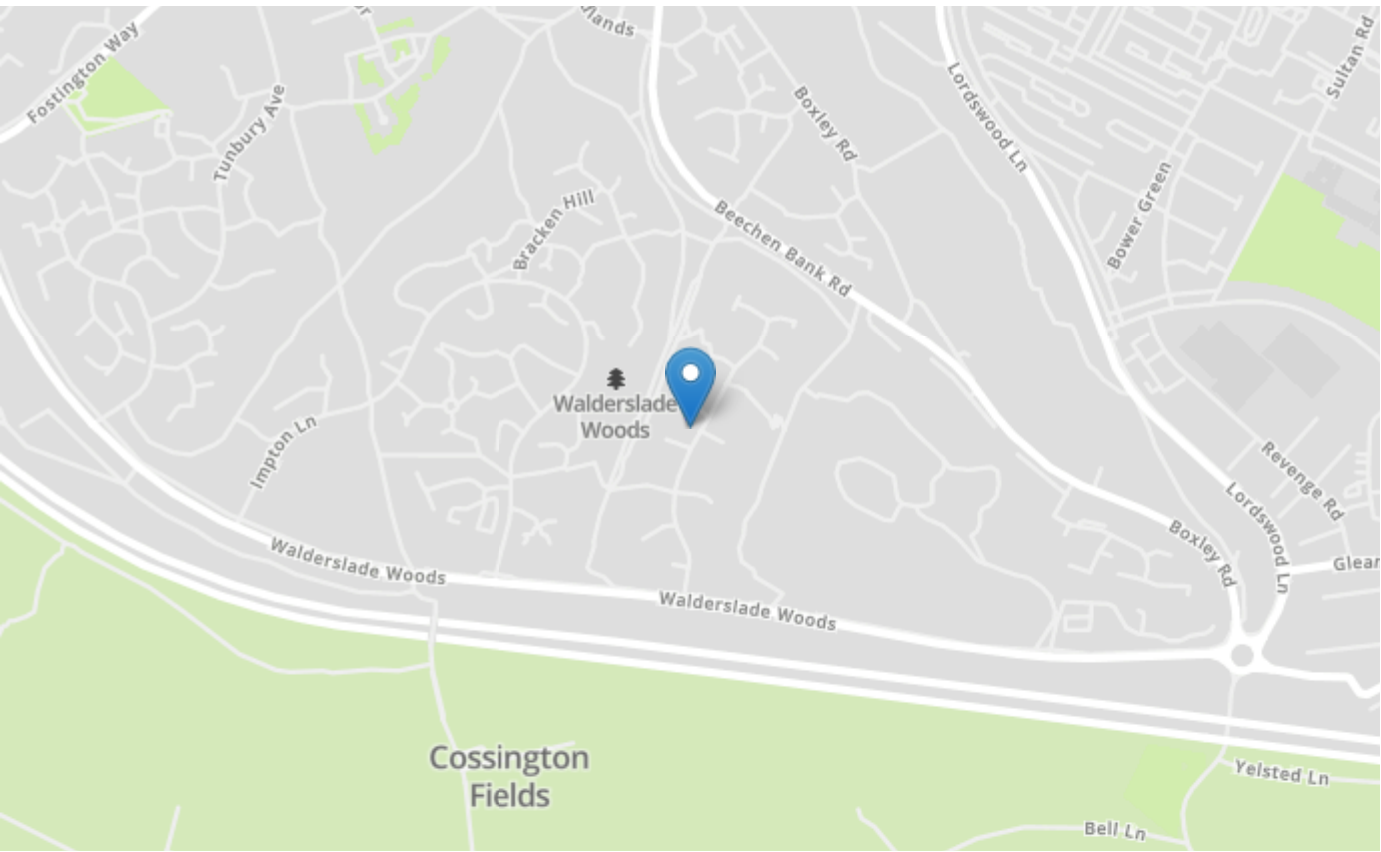 Fostington Way
Tunbury Ave
Boxley Rd
Lordswood Ln
Sultan Rd
Bower Green
Bracken Hill
Beechen Bank Rd
Walderslade
Woods
Impton Ln
Revenge Rd
Lordswood Ln
Boxley Rd
Walderslade Woods
Walderslade Woods
Cossington
Fields
Yelsted Ln
Bell Ln